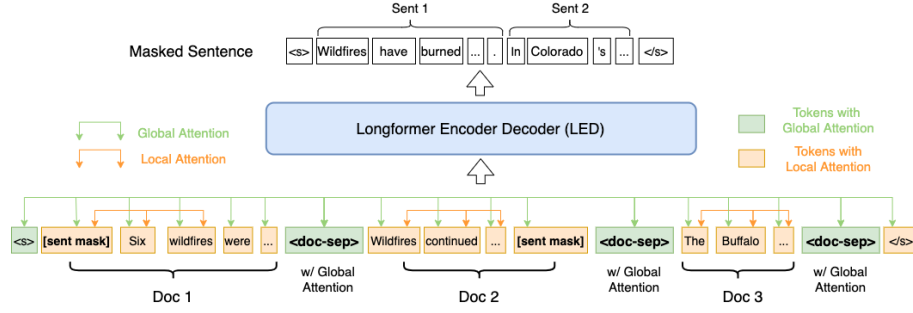 Sent 1 Sent 2
Masked Sentence <s> Wildfires have burned ... . In Colorado 's ... </s>
Global Attention
Local Attention
Longformer Encoder Decoder (LED)
Tokens with
Global Attention
Tokens with
Local Attention
<s> [sent mask] Six wildfires were ... <doc-sep> Wildfires continued ... [sent mask] <doc-sep> The Buffalo ... <doc-sep> </s>
w/ Global
Attention
w/ Global
Attention
w/ Global
Attention
Doc 1 Doc 2 Doc 3